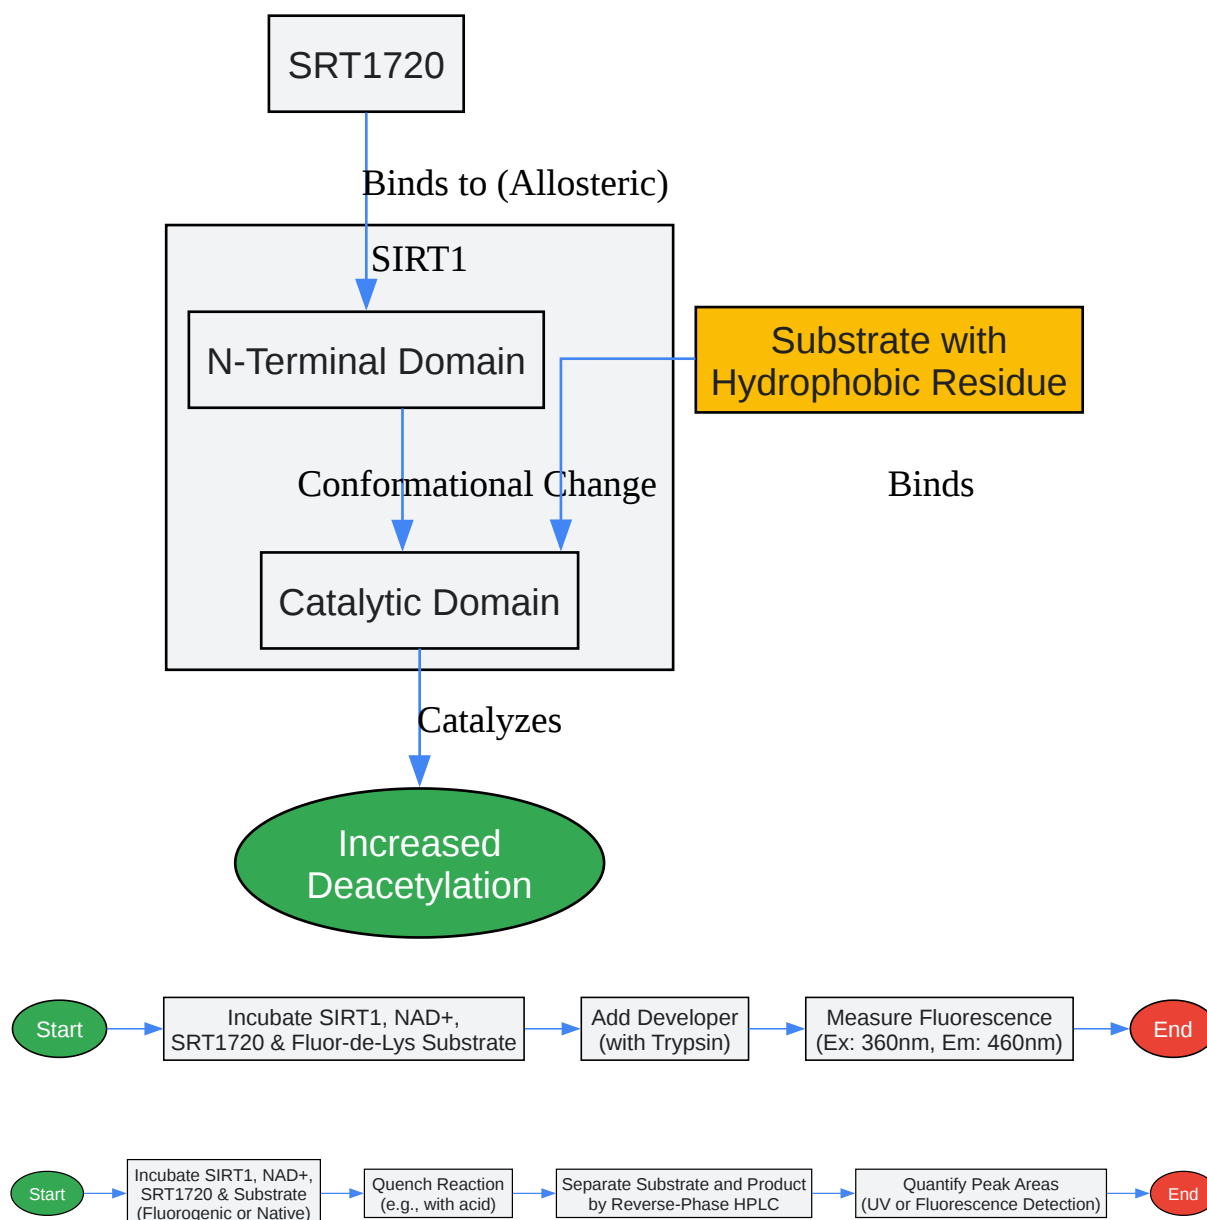 SRT1720
Binds to (Allosteric)
SIRT1
N-Terminal Domain
Substrate with
Hydrophobic Residue
Conformational Change
Binds
Catalytic Domain
Catalyzes
Increased
Deacetylation
Start
Incubate SIRT1, NAD+,
SRT1720 & Fluor-de-Lys Substrate
Add Developer
(with Trypsin)
Measure Fluorescence
(Ex: 360nm, Em: 460nm)
End
Start
Incubate SIRT1, NAD+,
SRT1720 & Substrate
(Fluorogenic or Native)
Quench Reaction
(e.g., with acid)
Separate Substrate and Product
by Reverse-Phase HPLC
Quantify Peak Areas
(UV or Fluorescence Detection)
End